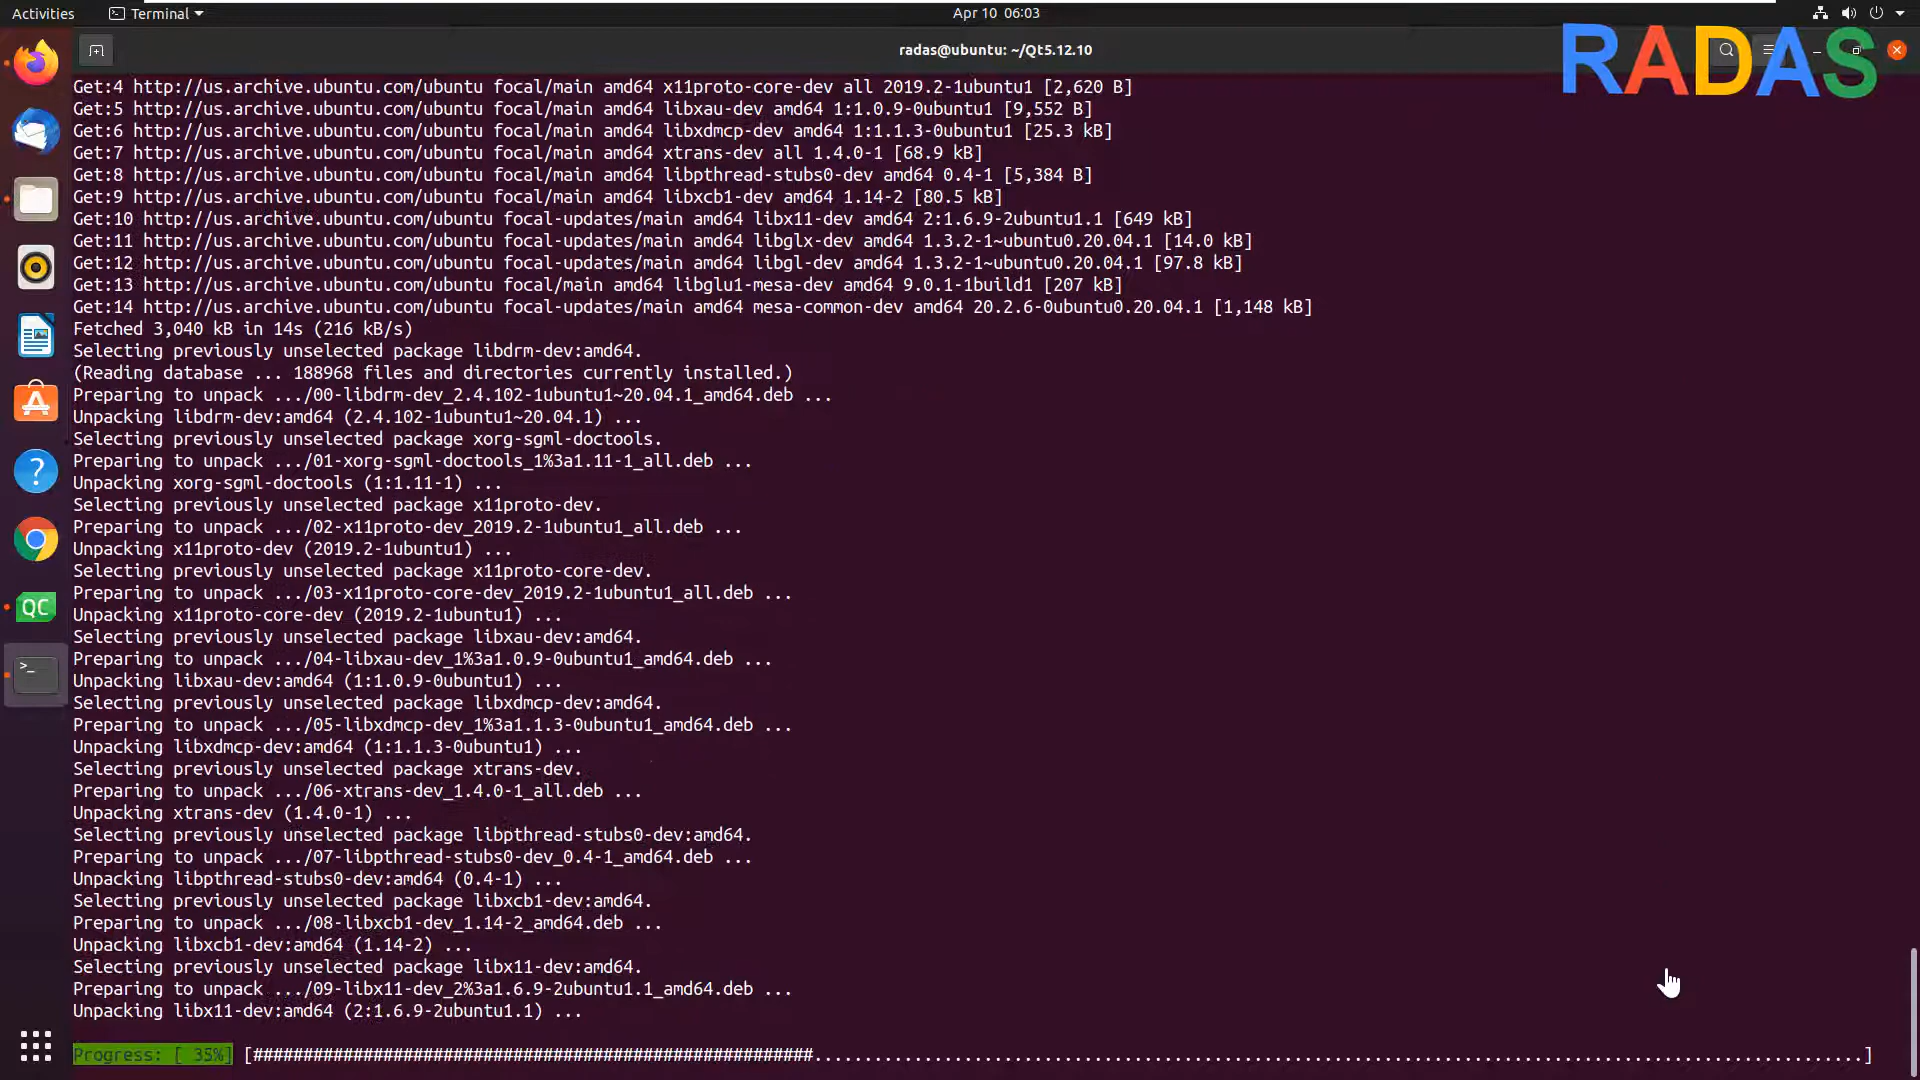 Activities
Terminal
Apr 10 06:03
radas@ubuntu: ~/Qt5.12.10
RADAS
Get:4 http://us.archive.ubuntu.com/ubuntu focal/main amd64 x11proto-core-dev all 2019.2-1ubuntu1 [2,620 B]
Get:5 http://us.archive.ubuntu.com/ubuntu focal/main amd64 libxau-dev amd64 1:1.0.9-0ubuntu1 [9,552 B]
Get:6 http://us.archive.ubuntu.com/ubuntu focal/main amd64 libxdmcp-dev amd64 1:1.1.3-0ubuntu1 [25.3 kB]
Get:7 http://us.archive.ubuntu.com/ubuntu focal/main amd64 xtrans-dev all 1.4.0-1 [68.9 kB]
Get:8 http://us.archive.ubuntu.com/ubuntu focal/main amd64 libpthread-stubs0-dev amd64 0.4-1 [5,384 B]
Get:9 http://us.archive.ubuntu.com/ubuntu focal/main amd64 libxcb1-dev amd64 1.14-2 [80.5 kB]
Get:10 http://us.archive.ubuntu.com/ubuntu focal-updates/main amd64 libx11-dev amd64 2:1.6.9-2ubuntu1.1 [649 kB]
Get:11 http://us.archive.ubuntu.com/ubuntu focal-updates/main amd64 libglx-dev amd64 1.3.2-1~ubuntu0.20.04.1 [14.0 kB]
Get:12 http://us.archive.ubuntu.com/ubuntu focal-updates/main amd64 libgl-dev amd64 1.3.2-1~ubuntu0.20.04.1 [97.8 kB]
Get:13 http://us.archive.ubuntu.com/ubuntu focal/main amd64 libglu1-mesa-dev amd64 9.0.1-1build1 [207 kB]
Get:14 http://us.archive.ubuntu.com/ubuntu focal-updates/main amd64 mesa-common-dev amd64 20.2.6-0ubuntu0.20.04.1 [1,148 kB]
Fetched 3,040 kB in 14s (216 kB/s)
Selecting previously unselected package libdrm-dev:amd64.
(Reading database ... 188968 files and directories currently installed.)
Preparing to unpack .../00-libdrm-dev_2.4.102-1ubuntu1~20.04.1_amd64.deb ...
Unpacking libdrm-dev:amd64 (2.4.102-1ubuntu1~20.04.1) ...
Selecting previously unselected package xorg-sgml-doctools.
Preparing to unpack .../01-xorg-sgml-doctools_1%3a1.11-1_all.deb ...
Unpacking xorg-sgml-doctools (1:1.11-1) ...
Selecting previously unselected package x11proto-dev.
Preparing to unpack .../02-x11proto-dev_2019.2-1ubuntu1_all.deb ...
Unpacking x11proto-dev (2019.2-1ubuntu1) ...
Selecting previously unselected package x11proto-core-dev.
Preparing to unpack .../03-x11proto-core-dev_2019.2-1ubuntu1_all.deb ...
Unpacking x11proto-core-dev (2019.2-1ubuntu1) ...
Selecting previously unselected package libxau-dev:amd64.
Preparing to unpack .../04-libxau-dev_1%3a1.0.9-0ubuntu1_amd64.deb ...
Unpacking libxau-dev:amd64 (1:1.0.9-0ubuntu1) ...
Selecting previously unselected package libxdmcp-dev:amd64.
Preparing to unpack .../05-libxdmcp-dev_1%3a1.1.3-0ubuntu1_amd64.deb ...
Unpacking libxdmcp-dev:amd64 (1:1.1.3-0ubuntu1) ...
Selecting previously unselected package xtrans-dev.
Preparing to unpack .../06-xtrans-dev_1.4.0-1_all.deb ...
Unpacking xtrans-dev (1.4.0-1) ...
Selecting previously unselected package libpthread-stubs0-dev:amd64.
Preparing to unpack .../07-libpthread-stubs0-dev_0.4-1_amd64.deb ...
Unpacking libpthread-stubs0-dev:amd64 (0.4-1) ...
Selecting previously unselected package libxcb1-dev:amd64.
Preparing to unpack .../08-libxcb1-dev_1.14-2_amd64.deb ...
Unpacking libxcb1-dev:amd64 (1.14-2) ...
Selecting previously unselected package libx11-dev:amd64.
Preparing to unpack .../09-libx11-dev_2%3a1.6.9-2ubuntu1.1_amd64.deb ...
Unpacking libx11-dev:amd64 (2:1.6.9-2ubuntu1.1) ...
QC
Progress: [ 35%] [########################################################.........................................................................................................]